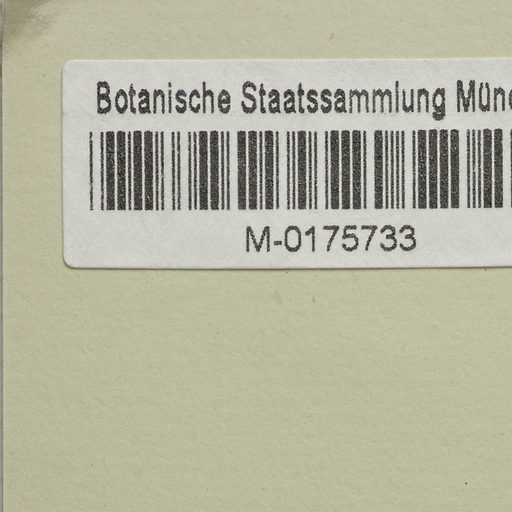 Botanische Staatssammlung Mün
M-0175733